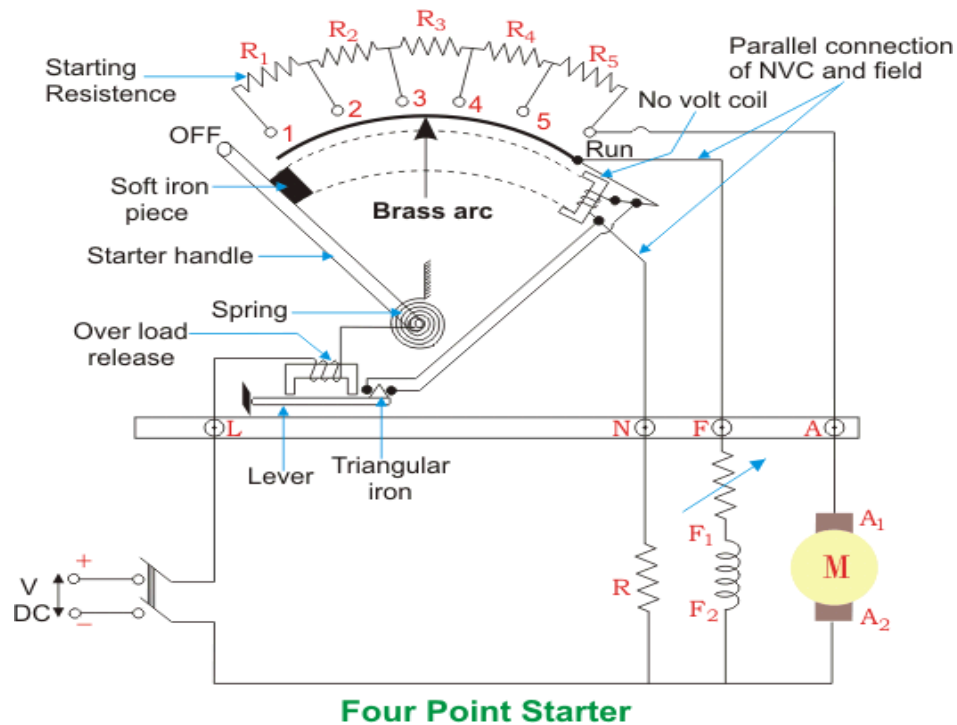 R1 R2 R3 R4 R5
Starting
Resistence
Parallel connection
of NVC and field
No volt coil
OFF
1 2 3 4 5
Run
Soft iron
piece
Brass arc
Starter handle
Spring
Over load
release
L N F A
Lever
Triangular
iron
+
V
DC
−
R
F1
F2
A1
M
A2
Four Point Starter